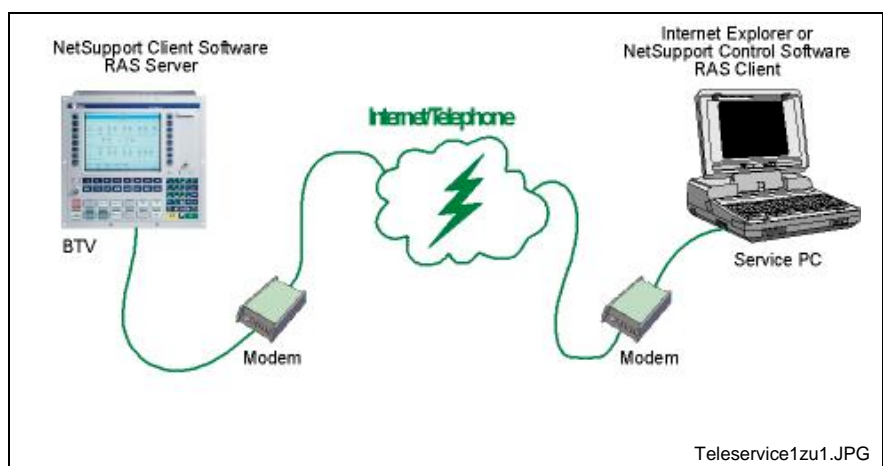 NetSupport Client Software
RAS Server
Internet Explorer or
NetSupport Control Software
RAS Client
Internet/Telephone
BTV
Service PC
Modem
Modem
Teleservice1zu1.JPG